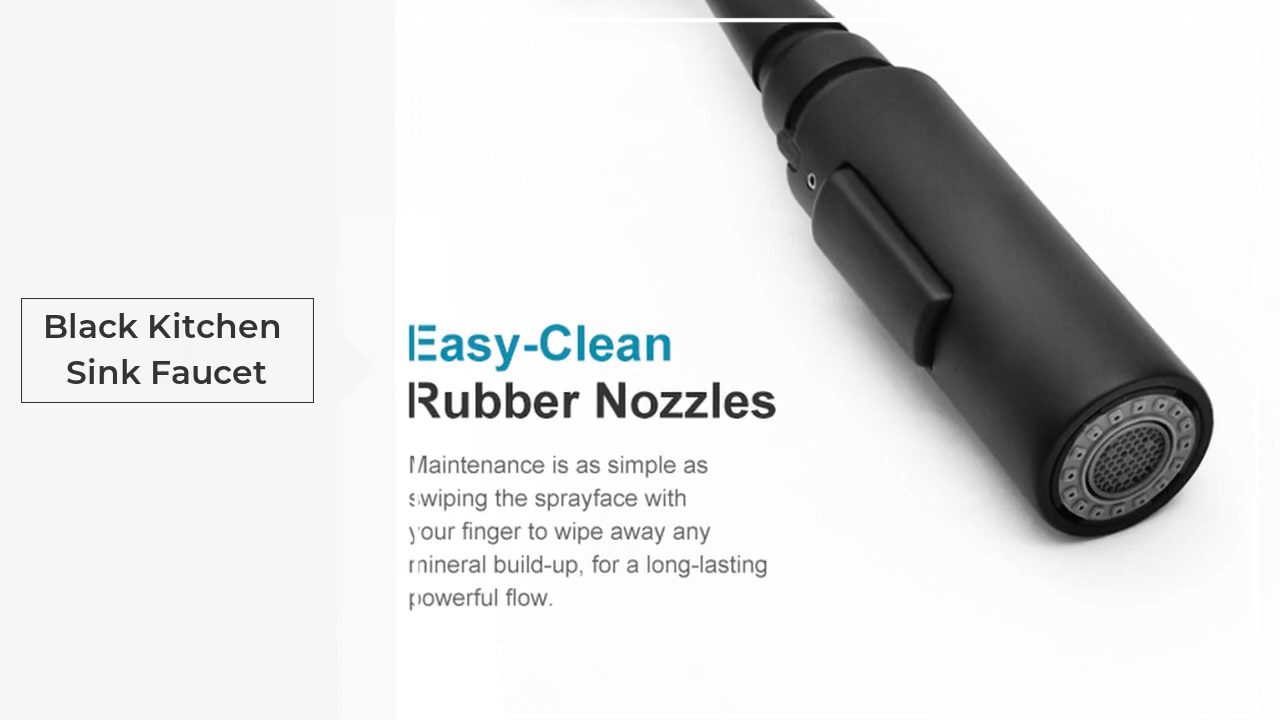 Black Kitchen
Sink Faucet
Easy-Clean
Rubber Nozzles
Maintenance is as simple as
swiping the sprayface with
your finger to wipe away any
mineral build-up, for a long-lasting
powerful flow.